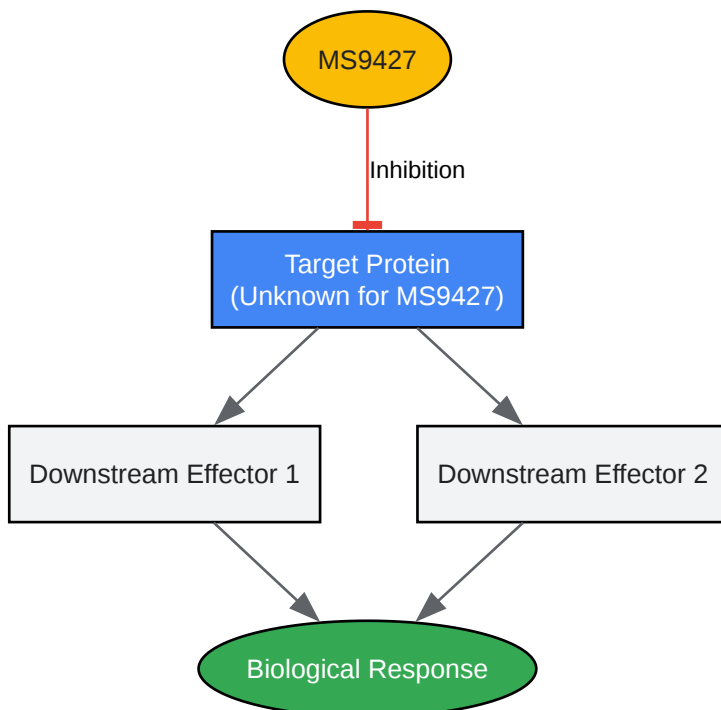 MS9427
Inhibition
Target Protein
(Unknown for MS9427)
Downstream Effector 1
Downstream Effector 2
Biological Response